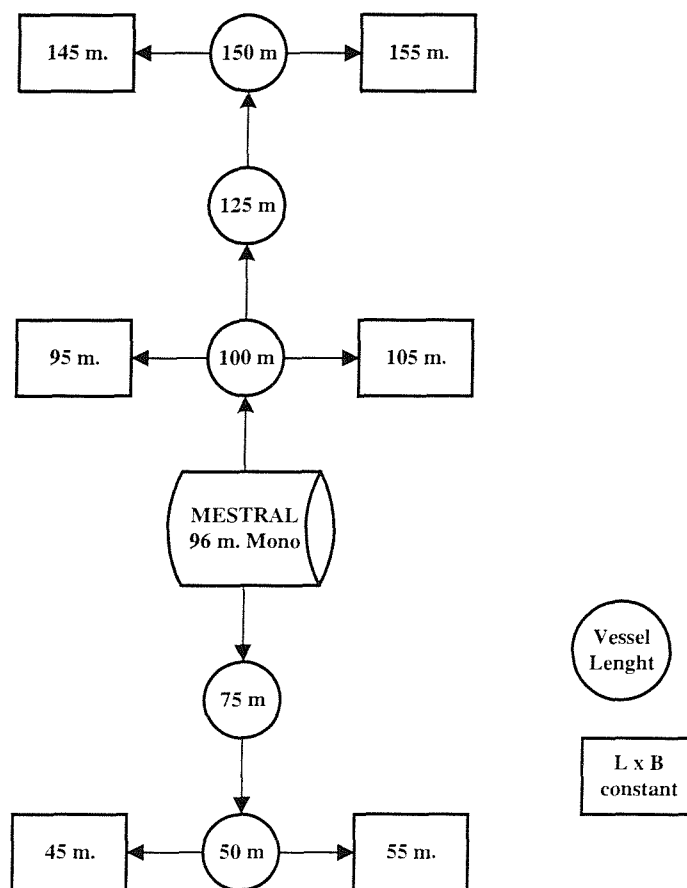 145 m.
150 m
155 m.
125 m
95 m.
100 m
105 m.
MESTRAL
96 m. Mono
Vessel
Lenght
75 m
L x B
constant
45 m.
50 m
55 m.